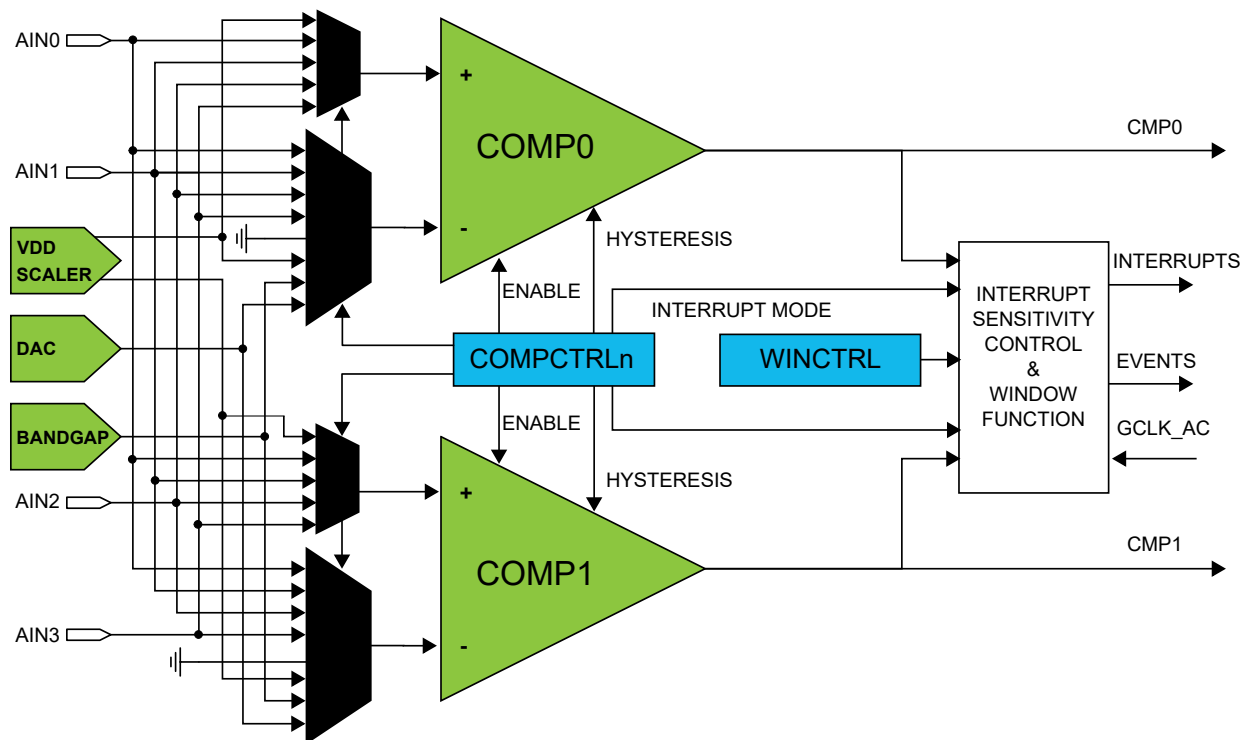 AIN0
+
COMP0
-
CMP0
AIN1
VDD
SCALER
HYSTERESIS
ENABLE
INTERRUPT MODE
INTERRUPTS
INTERRUPT
SENSITIVITY
CONTROL
&
WINDOW
FUNCTION
DAC
COMPCTRLn
WINCTRL
EVENTS
BANDGAP
ENABLE
GCLK_AC
HYSTERESIS
AIN2
+
COMP1
-
CMP1
AIN3